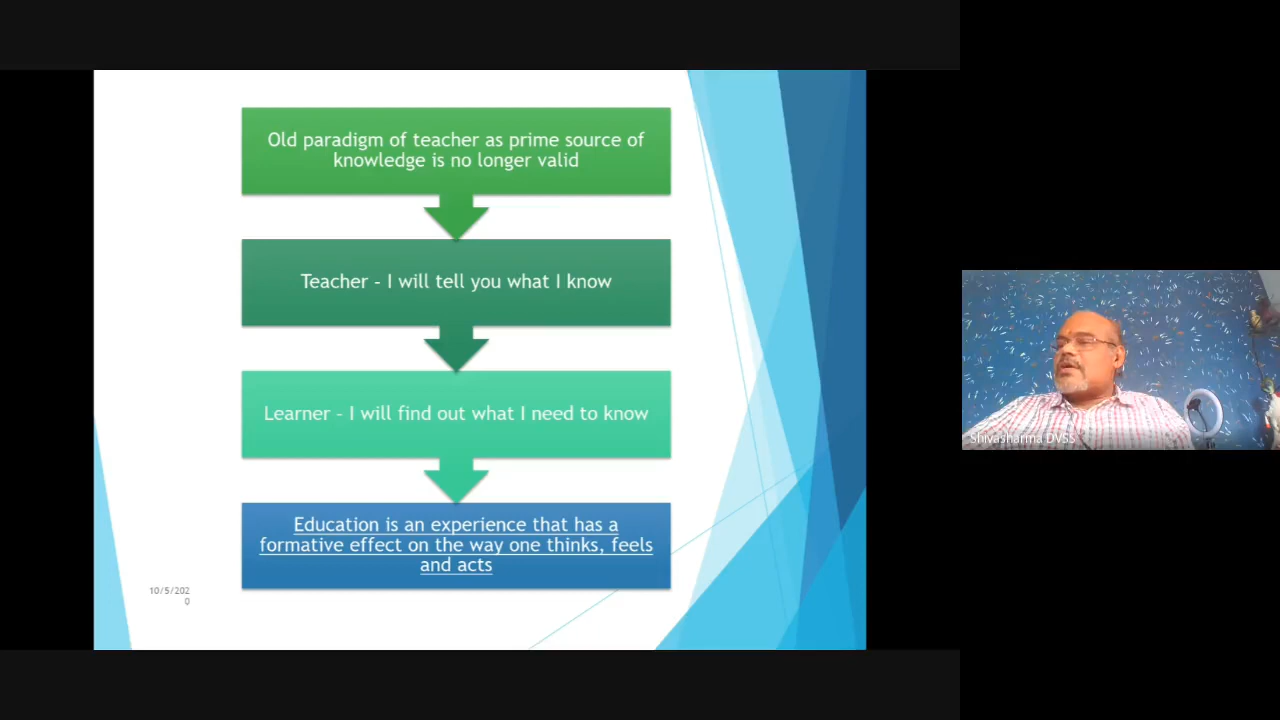 Old paradigm of teacher as prime source of
knowledge is no longer valid
Teacher - I will tell you what I know
Learner - I will find out what I need to know
Education is an experience that has a
formative effect on the way one thinks, feels
and acts
10/5/202
0
Shivasharma DVSS